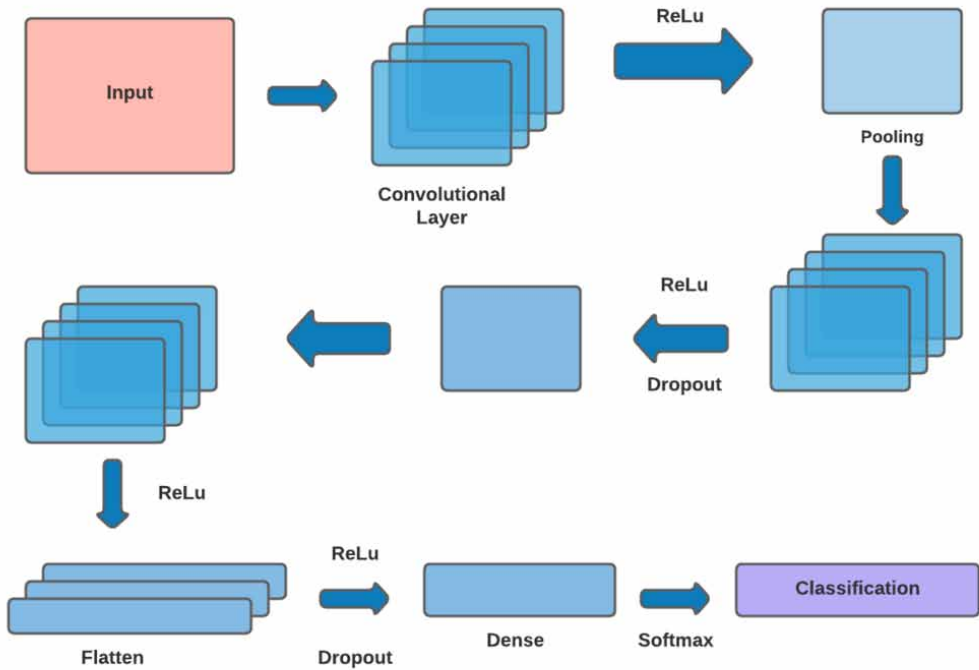 ReLu
Input
Pooling
Convolutional
Layer
ReLu
Dropout
ReLu
ReLu
Classification
Flatten
Dropout
Dense
Softmax